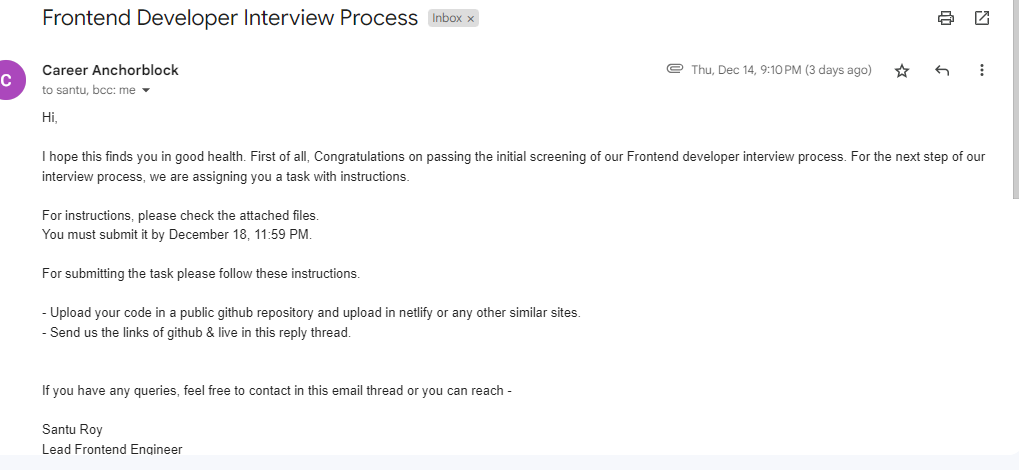 Frontend Developer Interview Process Inbox ×
C
Career Anchorblock Thu, Dec 14, 9:10 PM (3 days ago)
to santu, bcc: me
Hi,
I hope this finds you in good health. First of all, Congratulations on passing the initial screening of our Frontend developer interview process. For the next step of our
interview process, we are assigning you a task with instructions.
For instructions, please check the attached files.
You must submit it by December 18, 11:59 PM.
For submitting the task please follow these instructions.
- Upload your code in a public github repository and upload in netlify or any other similar sites.
- Send us the links of github & live in this reply thread.
If you have any queries, feel free to contact in this email thread or you can reach -
Santu Roy
Lead Frontend Engineer